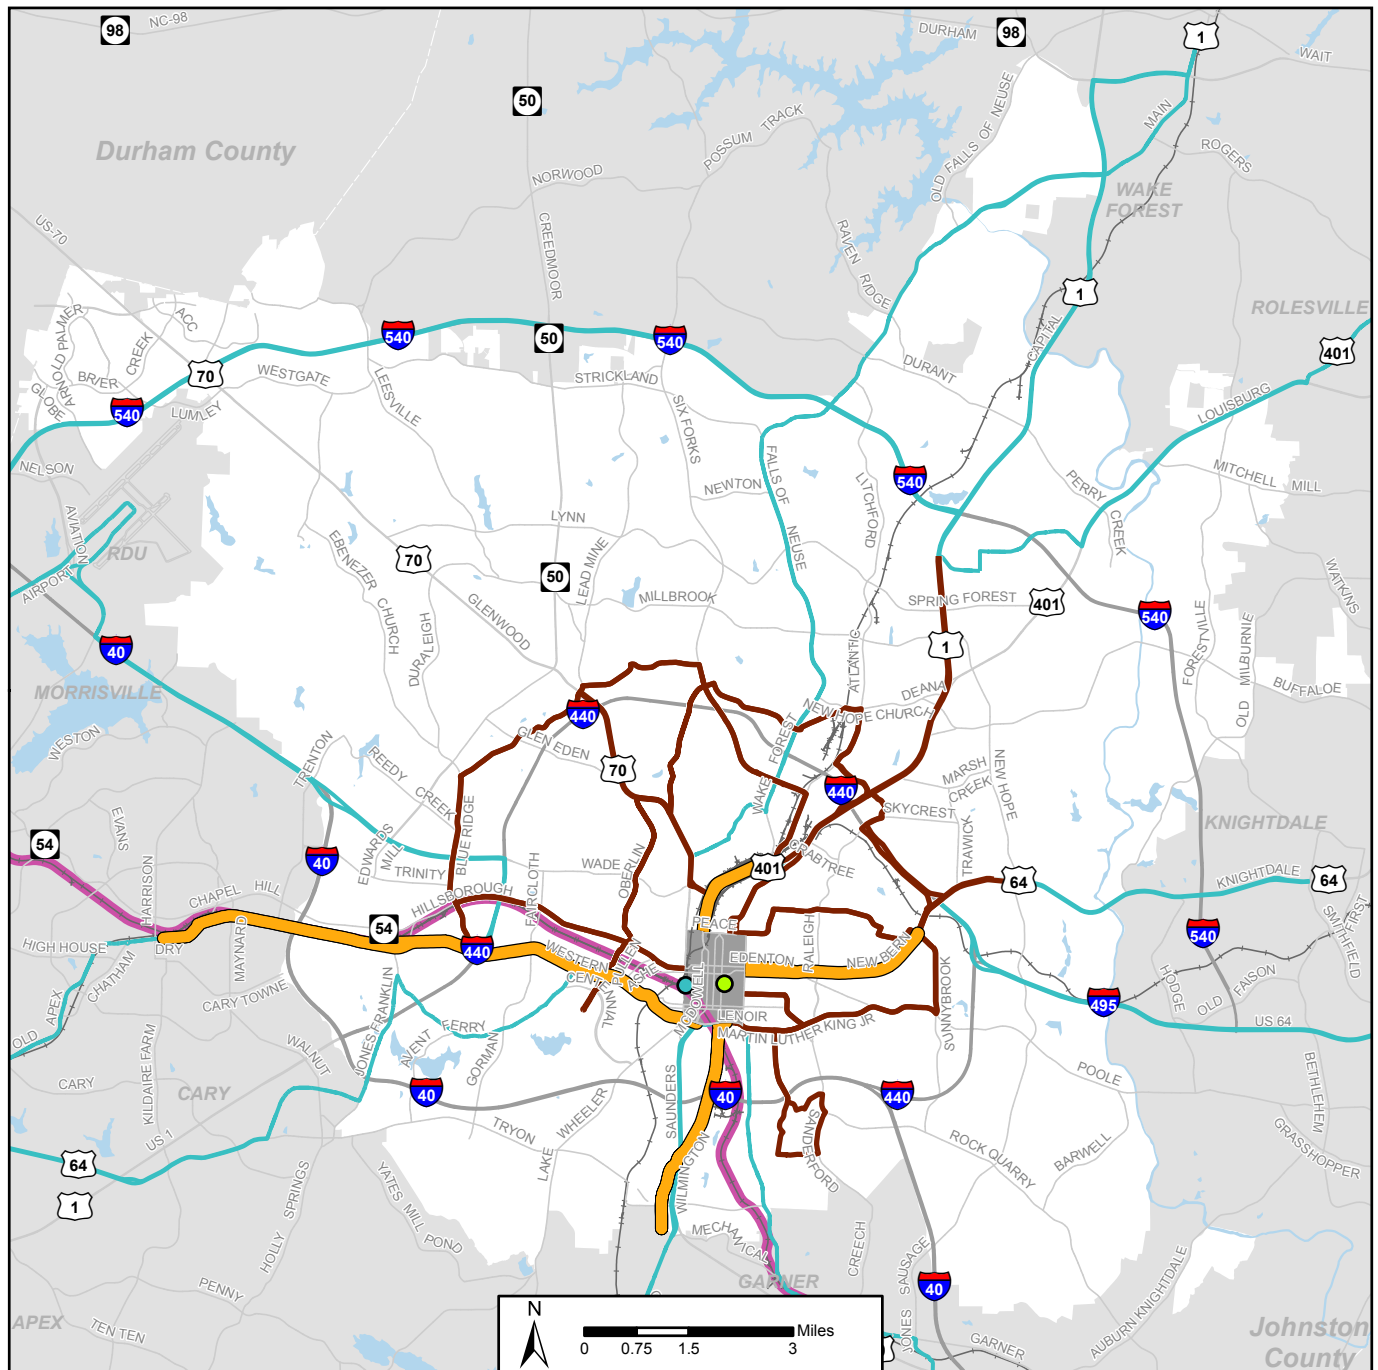 98
NC-98
DURHAM
98
1
WAIT
50
Durham County
POSSUM TRACK
OLD FALLS OF NEUSE
MAIN
ROGERS
NORWOOD
WAKE
FOREST
US-70
CREEDMOOR
RAVEN RIDGE
1
ROLESVILLE
ARNOLD PALMER
ACC
CREEK
540
50
540
CAPITAL
401
BRIER
GLOBE
70
WESTGATE
LEESVILLE
STRICKLAND
DURANT
540
LUMLEY
SIX FORKS
LOUISBURG
NELSON
FALLS OF
NEUSE
NEWTON
LITCHFORD
540
PERRY
CREEK
MITCHELL MILL
AVIATION
RDU
LYNN
EBENEZER CHURCH
70
50
LEAD MINE
AIRPORT
MILLBROOK
SPRING FOREST
401
WATKINS
540
GLENWOOD
DURALEIGH
40
ATLANTIC
1
FORESTVILLE
OLD MILBURNIE
MORRISVILLE
DEANA
BUFFALOE
WESTON
440
NEW HOPE CHURCH
TRENTON
REEDY
CREEK
GLEN EDEN
70
WAKE FOREST
MARSH
CREEK
NEW HOPE
440
SKYCREST
EVANS
BLUE RIDGE
KNIGHTDALE
54
40
EDWARDS
MILL
TRINITY
FAIRCLOTH
WADE
OBERLIN
401
CRABTREE
TRAWICK
64
KNIGHTDALE
64
HARRISON
CHAPEL HILL
HILLSBOROUGH
54
PEACE
FIRST
SMITHFIELD
HIGH HOUSE
DRY
MAYNARD
440
WESTERN
PULLEN
ASHE
EDENTON
RALEIGH
NEW BERN
540
CHATHAM
CARY TOWNE
CENTENNIAL
MCDOWELL
SUNNYBROOK
HODGE
OLD FAISON
495
APEX
OLD
JONES FRANKLIN
AVENT
FERRY
GORMAN
LENOIR
MARTIN LUTHER KING JR
US 64
KILDAIRE FARM
WALNUT
CARY
CARY
40
SAUNDERS
40
440
POOLE
BETHLEHEM
US 1
TRYON
LAKE WHEELER
SANDERFORD
ROCK QUARRY
BARWELL
GRASSHOPPER
64
1
HOLLY SPRINGS
YATES MILL POND
WILMINGTON
MECHANICAL
CREECH
JONES SAUSAGE
AUBURN KNIGHTDALE
PENNY
GARNER
40
APEX
TEN TEN
N
Miles
0 0.75 1.5 3
GARNER
Johnston
County